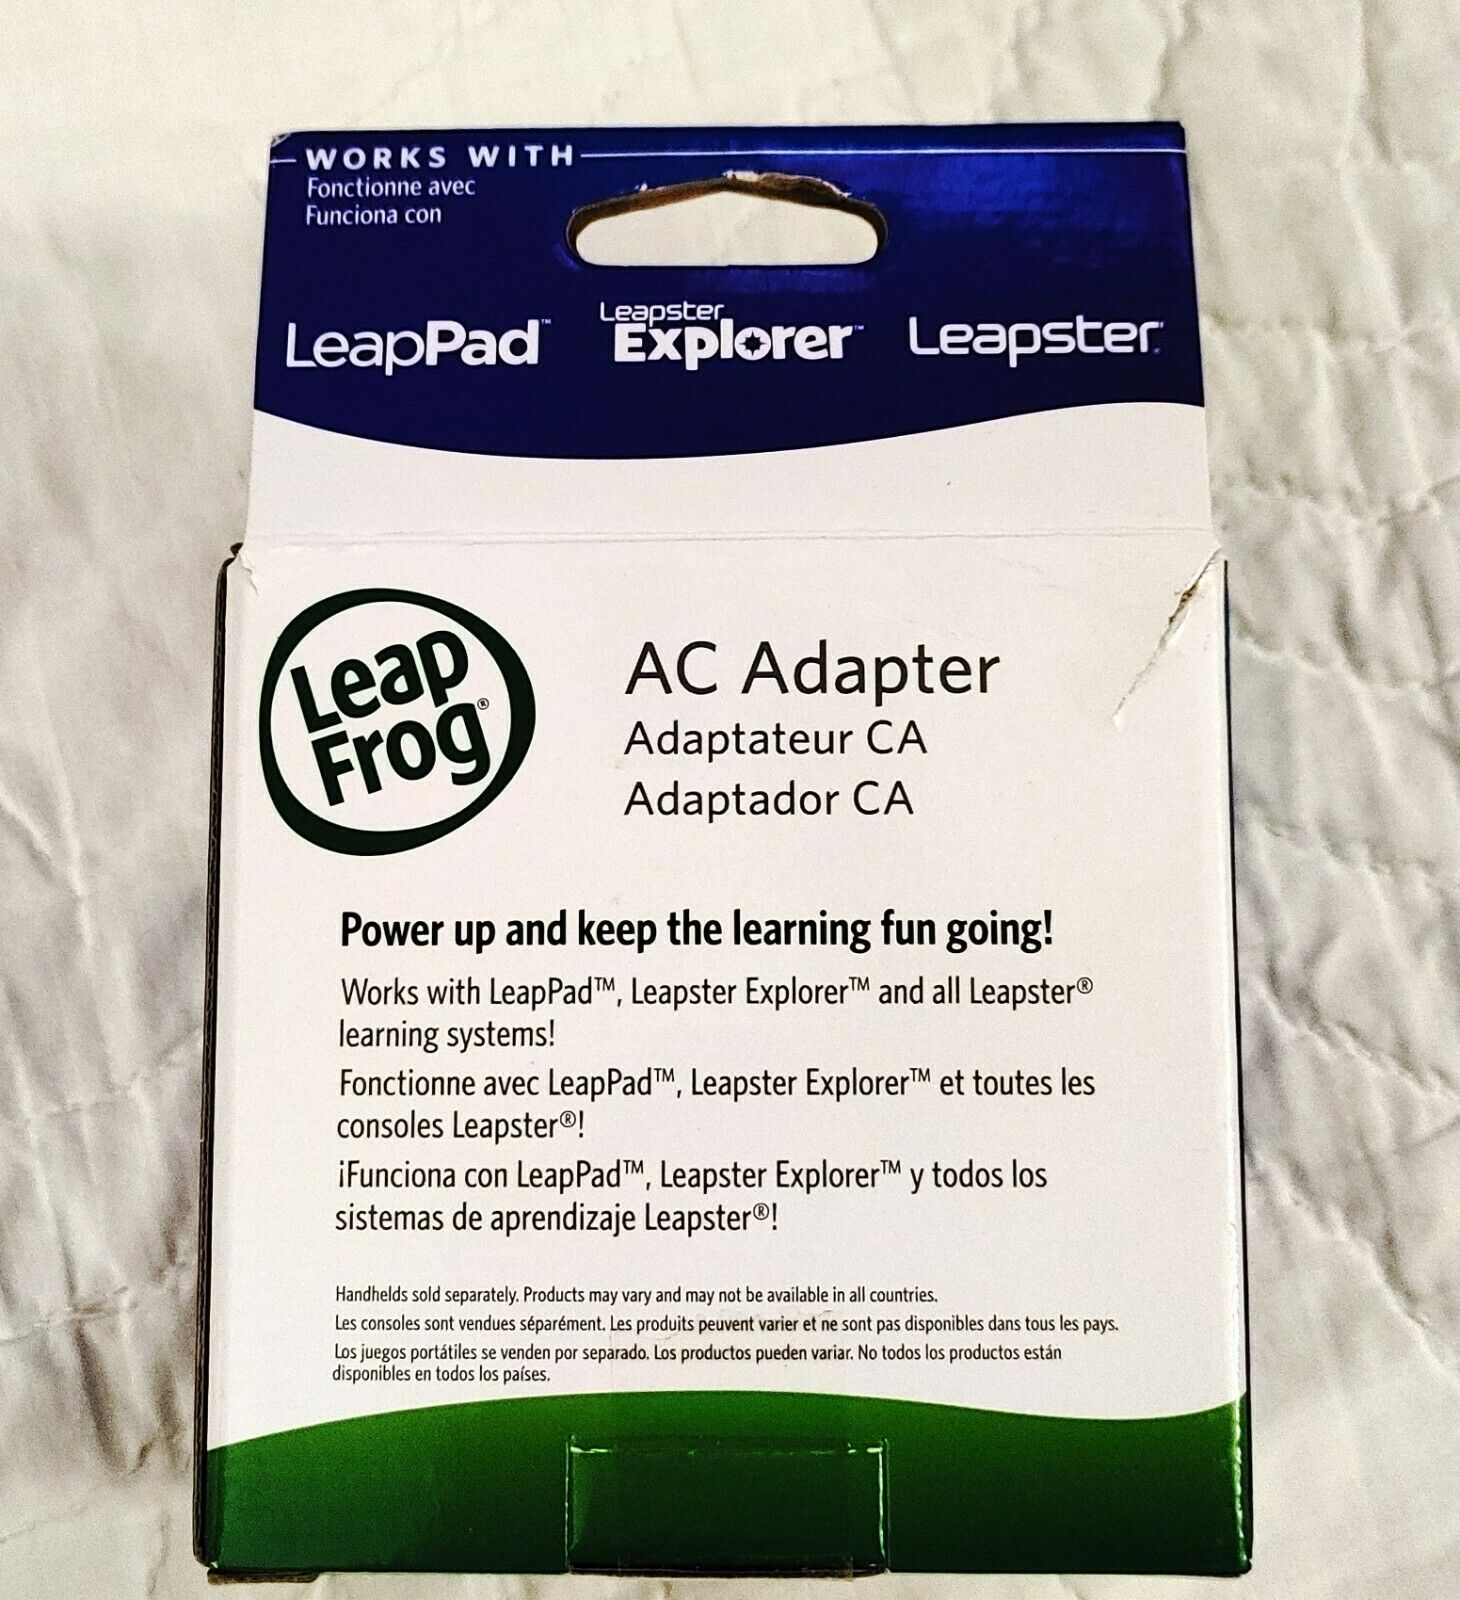 WORKS WITH
Fonctionne avec
Funciona con
LeapPad™
Leapster
Explorer™
Leapster®
Leap
Frog®
AC Adapter
Adaptateur CA
Adaptador CA
Power up and keep the learning fun going!
Works with LeapPad™, Leapster Explorer™ and all Leapster®
learning systems!
Fonctionne avec LeapPad™, Leapster Explorer™ et toutes les
consoles Leapster®!
¡Funciona con LeapPad™, Leapster Explorer™ y todos los
sistemas de aprendizaje Leapster®!
Handhelds sold separately. Products may vary and may not be available in all countries.
Les consoles sont vendues séparément. Les produits peuvent varier et ne sont pas disponibles dans tous les pays.
Los juegos portátiles se venden por separado. Los productos pueden variar. No todos los productos están
disponibles en todos los países.